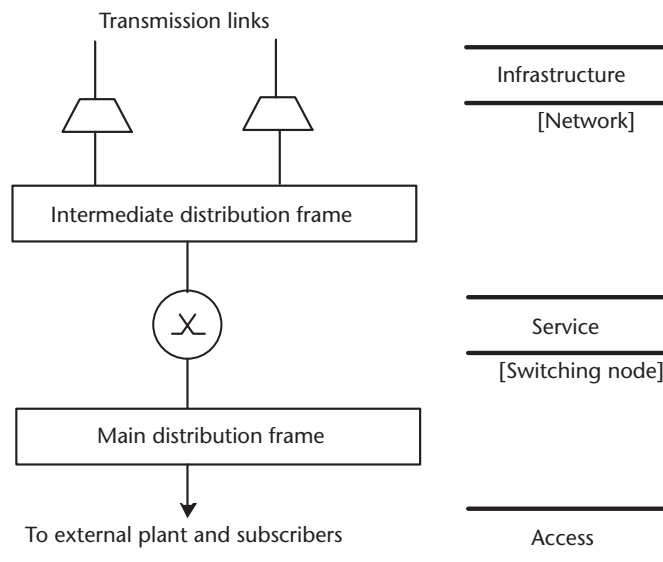 Transmission links
Infrastructure
[Network]
Intermediate distribution frame
Service
[Switching node]
Main distribution frame
To external plant and subscribers
Access